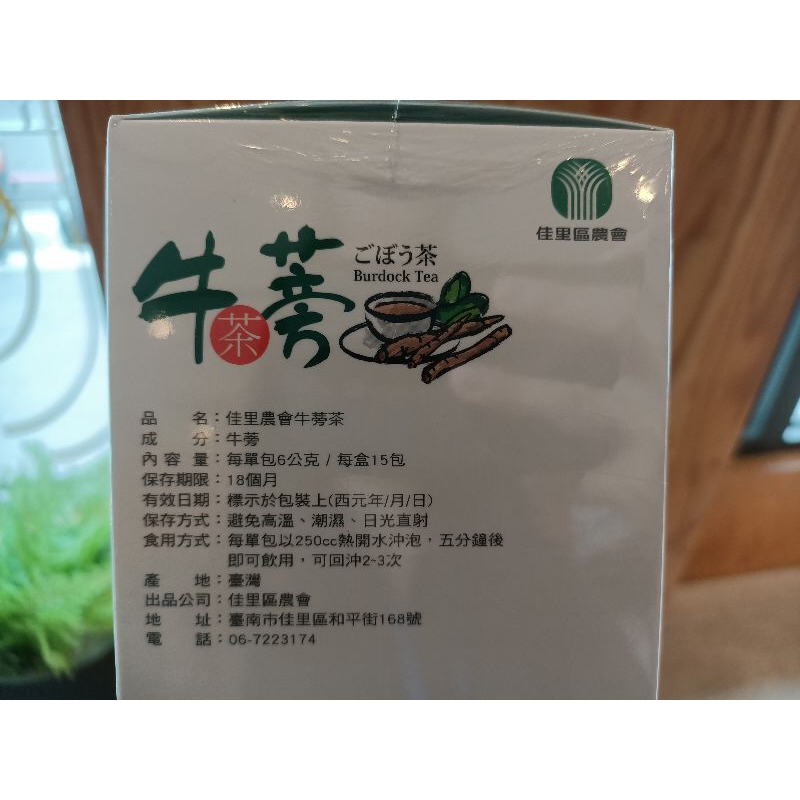 佳里區農會
牛蒡
茶
ごぼう茶
Burdock Tea
品 名：佳里農會牛蒡茶
成 分：牛蒡
內容量：每單包6公克 / 每盒15包
保存期限：18個月
有效日期：標示於包裝上(西元年/月/日)
保存方式：避免高溫、潮濕、日光直射
食用方式：每單包以250cc熱開水沖泡，五分鐘後
即可飲用，可回沖2~3次
產 地：臺灣
出品公司：佳里區農會
地 址：臺南市佳里區和平街168號
電 話：06-7223174